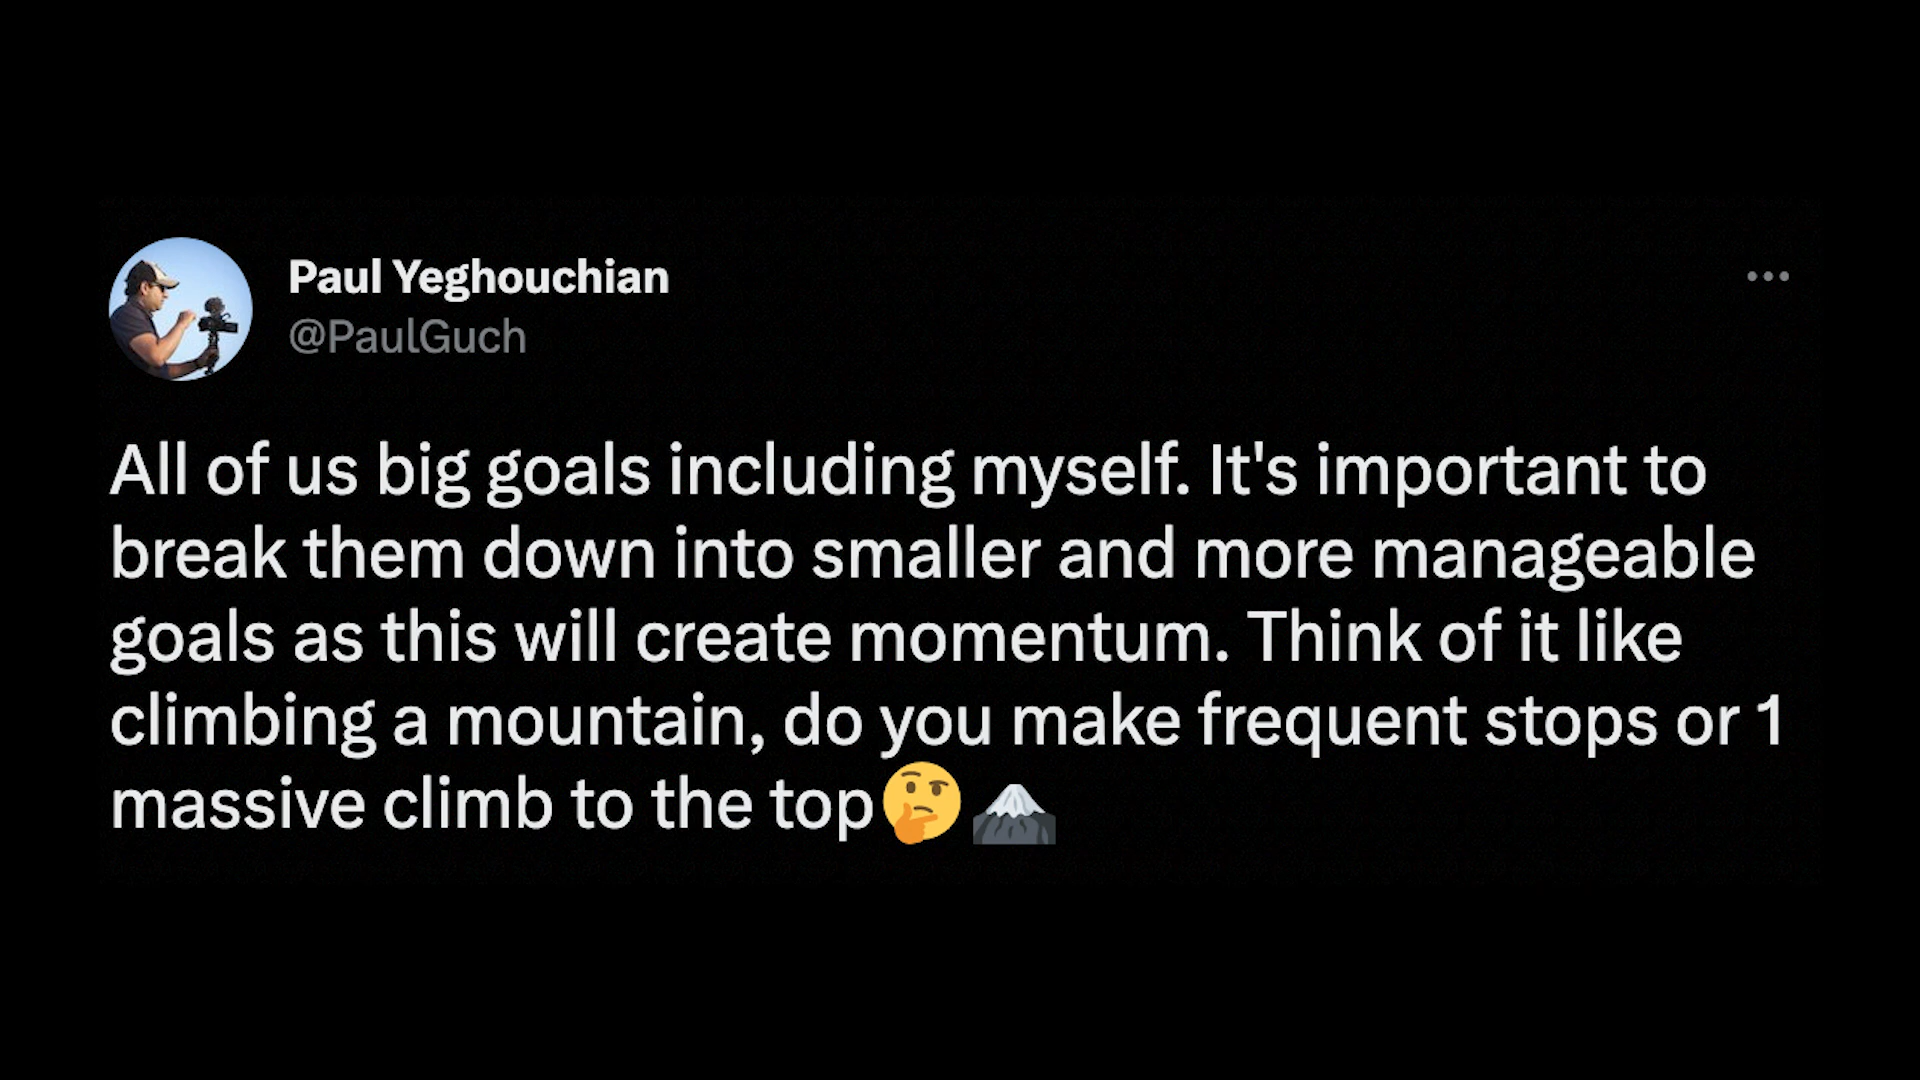 Paul Yeghouchian
@PaulGuch
All of us big goals including myself. It's important to
break them down into smaller and more manageable
goals as this will create momentum. Think of it like
climbing a mountain, do you make frequent stops or 1
massive climb to the top🤔🗻